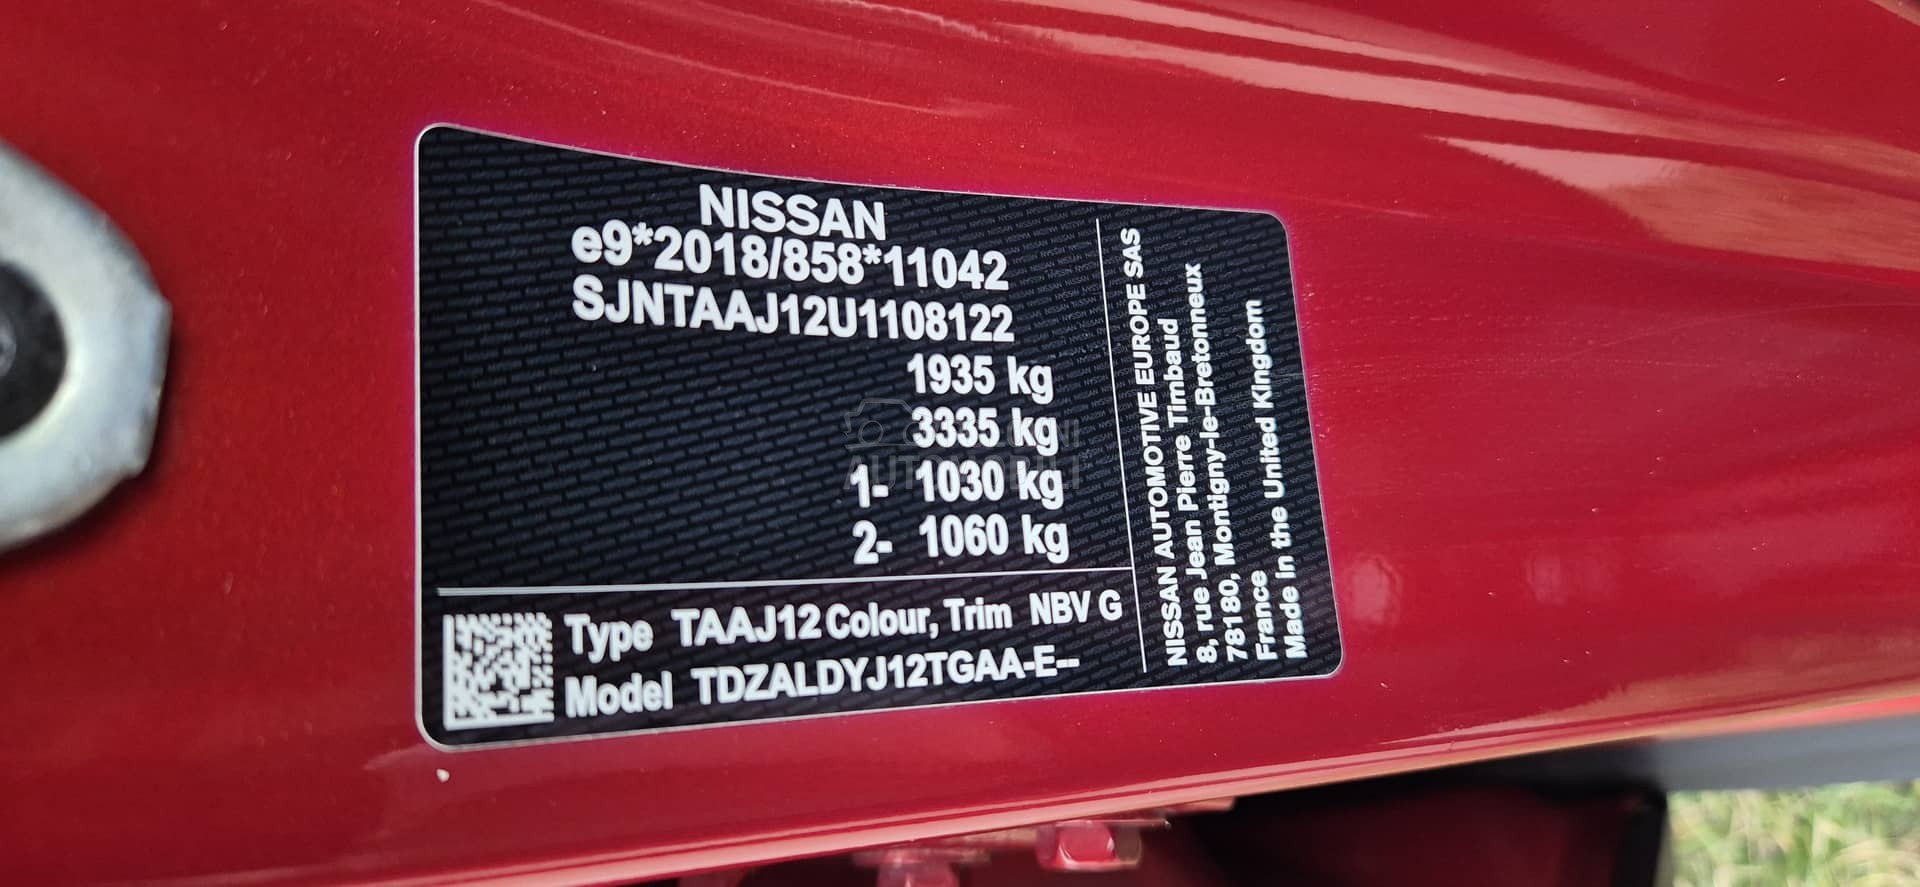 NISSAN
e9*2018/858*11042
SJNTAAJ12U1108122
1935 kg
3335 kg
1- 1030 kg
2- 1060 kg
Type TAAJ12 Colour, Trim NBV G
Model TDZALDYJ12TGAA-E--
NISSAN AUTOMOTIVE EUROPE SAS
8, rue Jean Pierre Timbaud
78180, Montigny-le-Bretonneux
France
Made in the United Kingdom